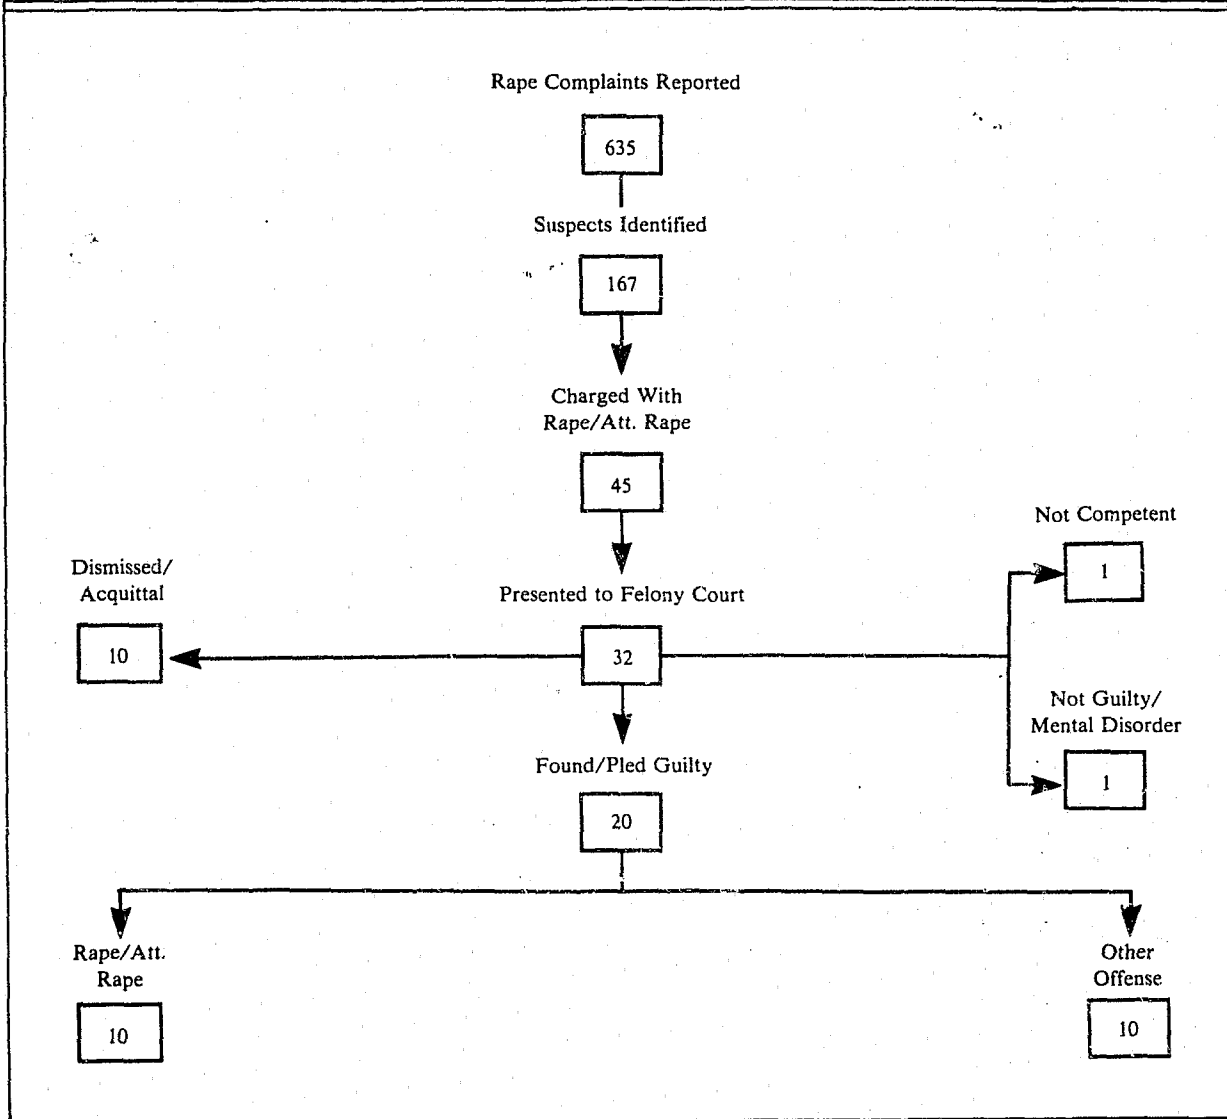 Rape Complaints Reported
635
Suspects Identified
167
Charged With
Rape/Att. Rape
45
Not Competent
1
Dismissed/
Acquittal
10
Presented to Felony Court
32
Not Guilty/
Mental Disorder
1
Found/Pled Guilty
20
Rape/Att.
Rape
10
Other
Offense
10